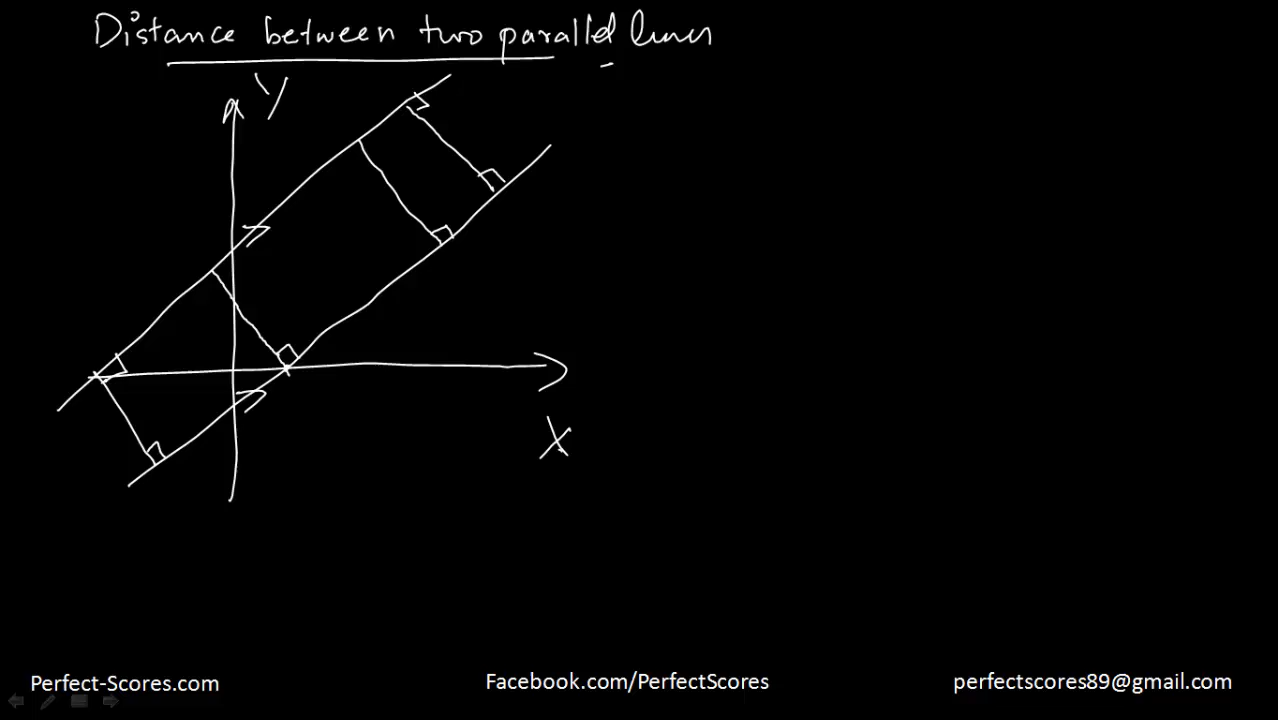 Distance between two parallel lines
Y
X
Perfect-Scores.com
Facebook.com/PerfectScores
perfectscores89@gmail.com